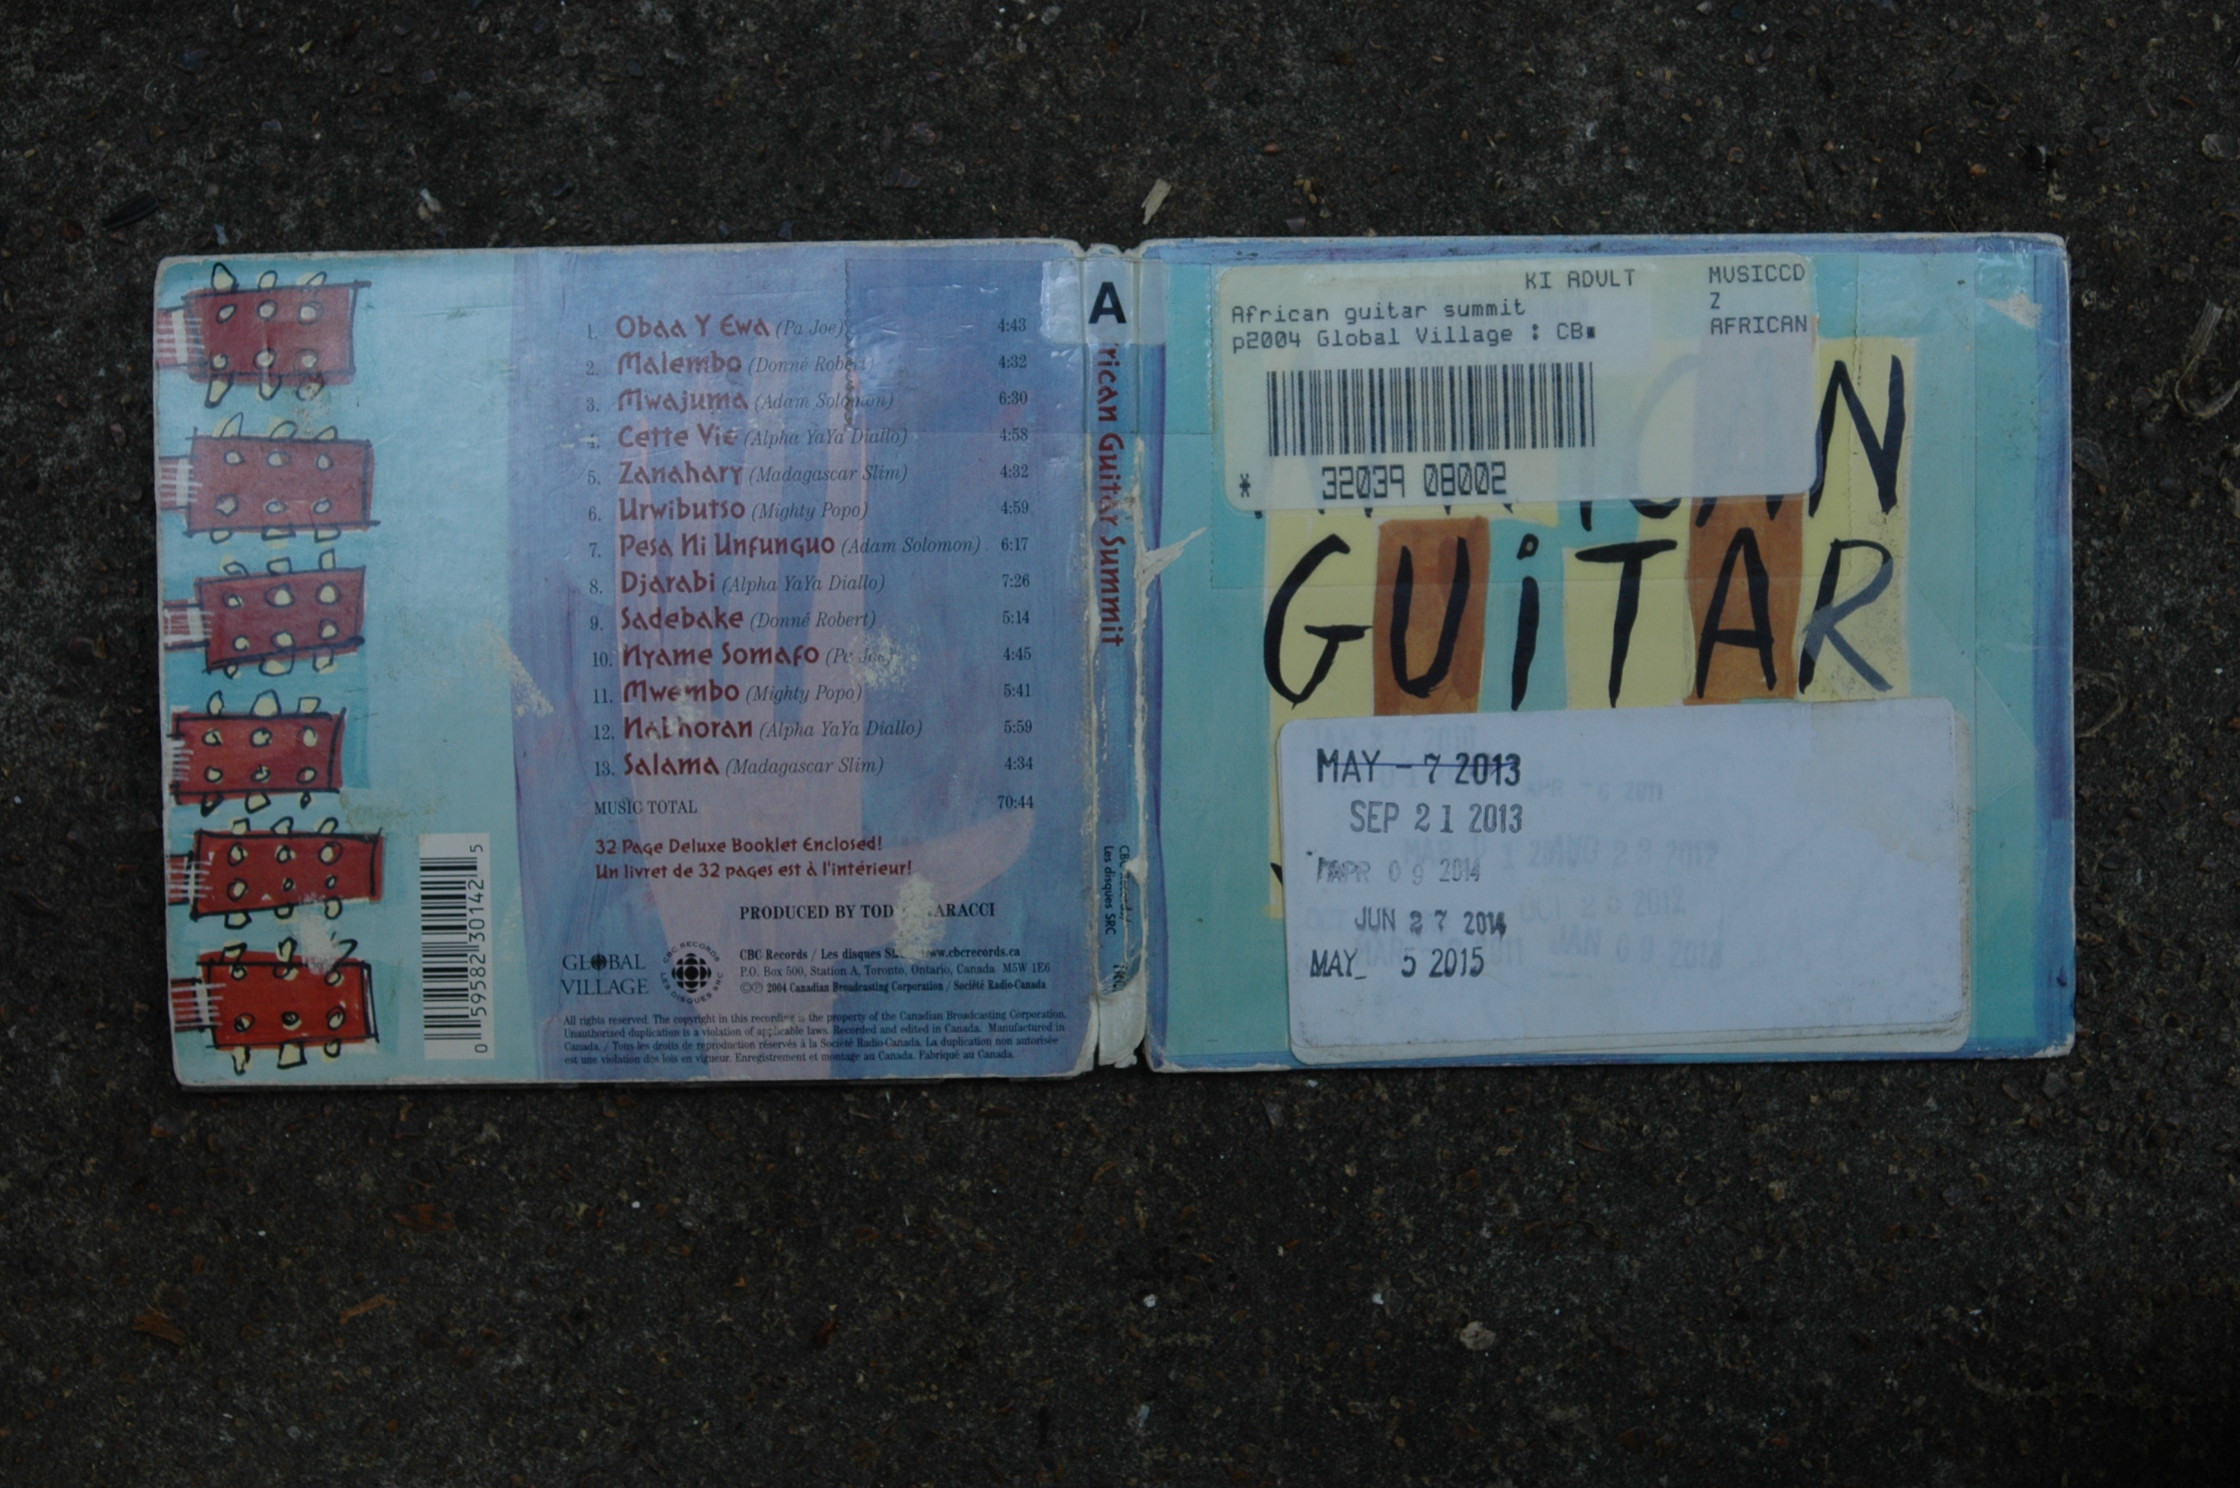 KI ADULT
MUSICCD
Z
AFRICAN
African guitar summit
p2004 Global Village : CB
* 32039 08002
GUiTAR
MAY - 7 2013
SEP 21 2013
APR 09 2014
JUN 27 2014
MAY 5 2015
APR - 6 2011
A
rican Guitar Summit
CBC Records/
Les disques SRC
1. Obaa Y Ewa (Pa Joe) 4:43
2. Malembo (Donné Robert) 4:32
3. Mwajuma (Adam Solomon) 6:30
4. Cette Vie (Alpha YaYa Diallo) 4:58
5. Zanahary (Madagascar Slim) 4:32
6. Urwibutso (Mighty Popo) 4:59
7. Pesa Ni Unfunguo (Adam Solomon) 6:17
8. Djarabi (Alpha YaYa Diallo) 7:26
9. Sadebake (Donné Robert) 5:14
10. Nyame Somafo (Pa Joe) 4:45
11. Mwembo (Mighty Popo) 5:41
12. Nalhoran (Alpha YaYa Diallo) 5:59
13. Salama (Madagascar Slim) 4:34
MUSIC TOTAL 70:44
32 Page Deluxe Booklet Enclosed!
Un livret de 32 pages est à l'intérieur!
PRODUCED BY TOD ARACCI
GLOBAL
VILLAGE
CBC RECORDS
LES DISQUES
CBC Records / Les disques www.cbcrecords.ca
P.O. Box 500, Station A, Toronto, Ontario, Canada M5W 1E6
©℗ 2004 Canadian Broadcasting Corporation / Société Radio-Canada
All rights reserved. The copyright in this recording is the property of the Canadian Broadcasting Corporation.
Unauthorized duplication is a violation of applicable laws. Recorded and edited in Canada. Manufactured in
Canada. / Tous les droits de reproduction réservés à la Société Radio-Canada. La duplication non autorisée
est une violation des lois en vigueur. Enregistrement et montage au Canada. Fabriqué au Canada.
0 59582 30142 5